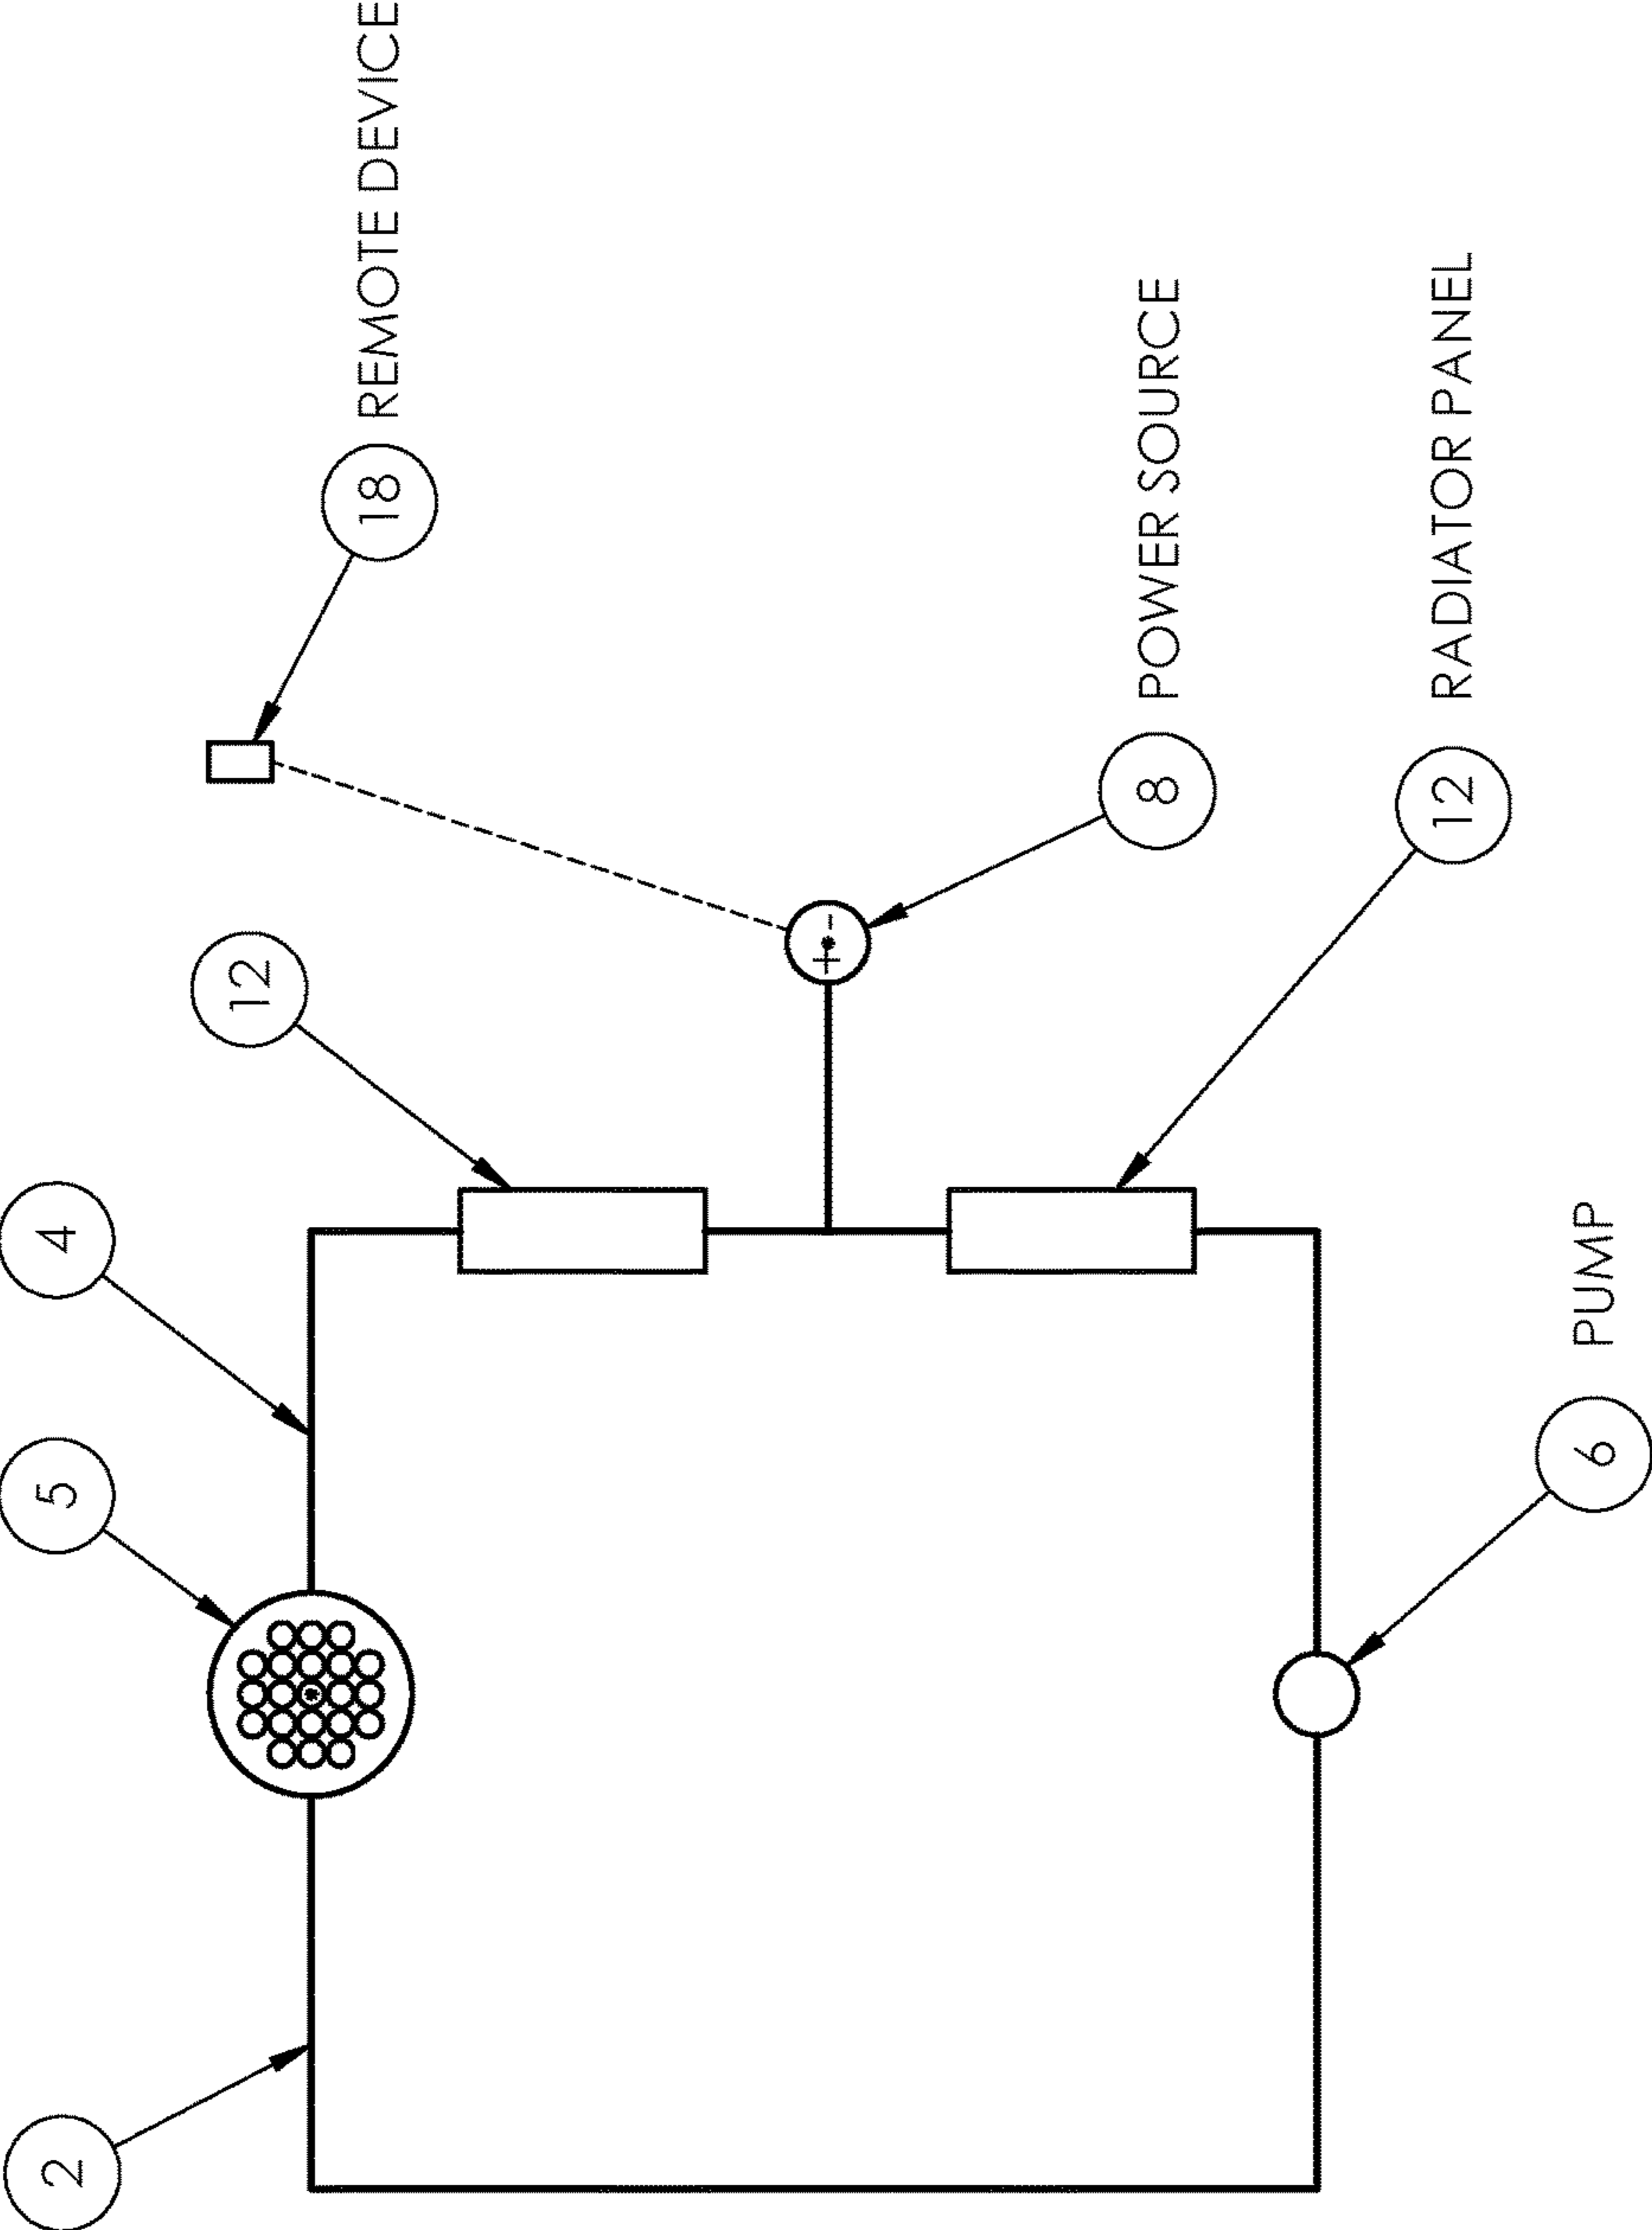 2
5
4
12
18 REMOTE DEVICE
8 POWER SOURCE
12 RADIATOR PANEL
6 PUMP